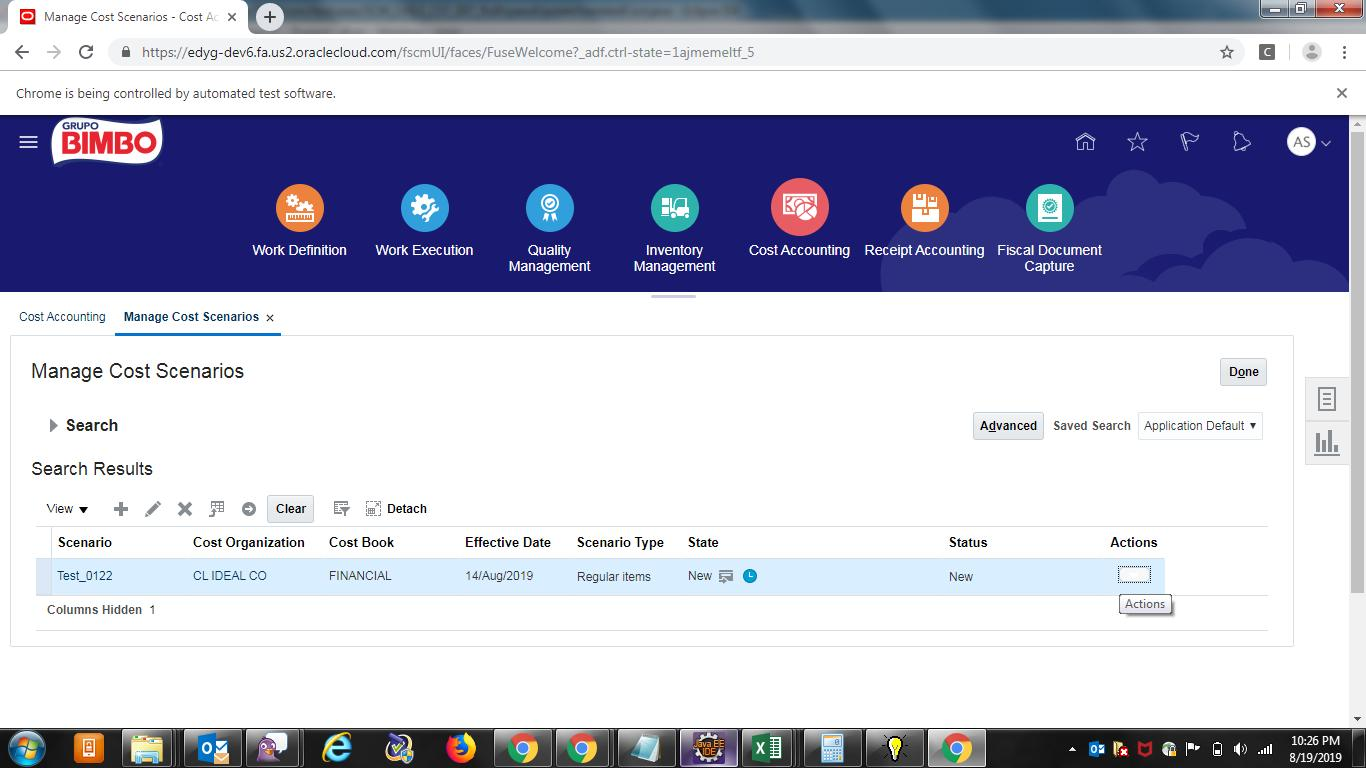 Manage Cost Scenarios - Cost Ac
https://edyg-dev6.fa.us2.oraclecloud.com/fscmUI/faces/FuseWelcome?_adf.ctrl-state=1ajmemeltf_5
C
Chrome is being controlled by automated test software.
GRUPO
BIMBO
AS
Work Definition
Work Execution
Quality Management
Inventory Management
Cost Accounting
Receipt Accounting
Fiscal Document Capture
Cost Accounting
Manage Cost Scenarios
Manage Cost Scenarios
Done
Search
Advanced
Saved Search
Application Default
Search Results
View
Clear
Detach
Scenario Cost Organization Cost Book Effective Date Scenario Type State Status Actions
Test_0122 CL IDEAL CO FINANCIAL 14/Aug/2019 Regular items New New
Actions
Columns Hidden 1
Java EE
IDE
10:26 PM
8/19/2019